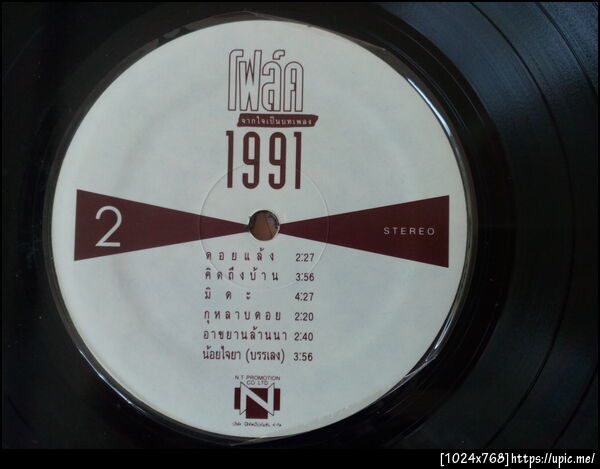 โฟล์ค
จากใจเป็นบทเพลง
1991
2
STEREO
ดอยแล้ง 2:27
คิดถึงบ้าน 3:56
มิดะ 4:27
กุหลาบดอย 2:20
อาขยานล้านนา 2:40
น้อยไจยา (บรรเลง) 3:56
N.T PROMOTION
CO.LTD
N
[1024x768]https://upic.me/